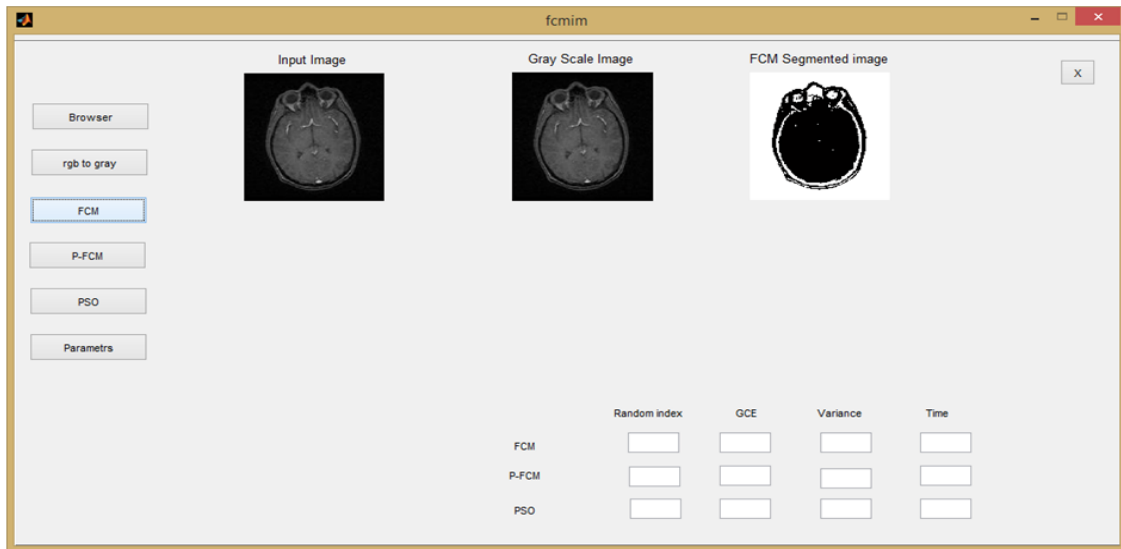 fcmim
Input Image
Gray Scale Image
FCM Segmented image
X
Browser
rgb to gray
FCM
P-FCM
PSO
Parametrs
Random index
GCE
Variance
Time
FCM
P-FCM
PSO